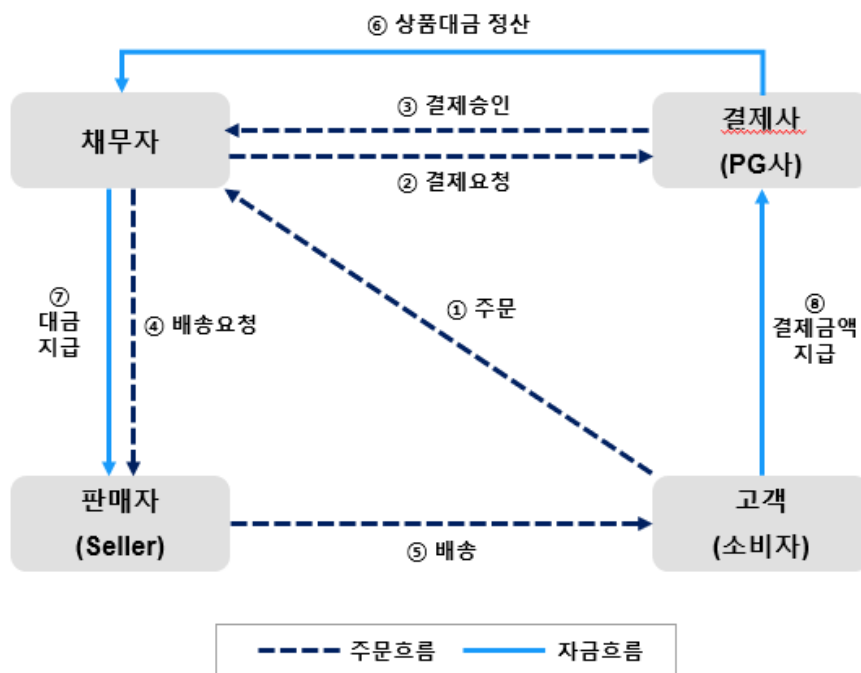 ⑥ 상품대금 정산
채무자
③ 결제승인
② 결제요청
결제사
(PG사)
⑦
대금
지급
④ 배송요청
① 주문
⑧
결제금액
지급
판매자
(Seller)
⑤ 배송
고객
(소비자)
주문흐름
자금흐름